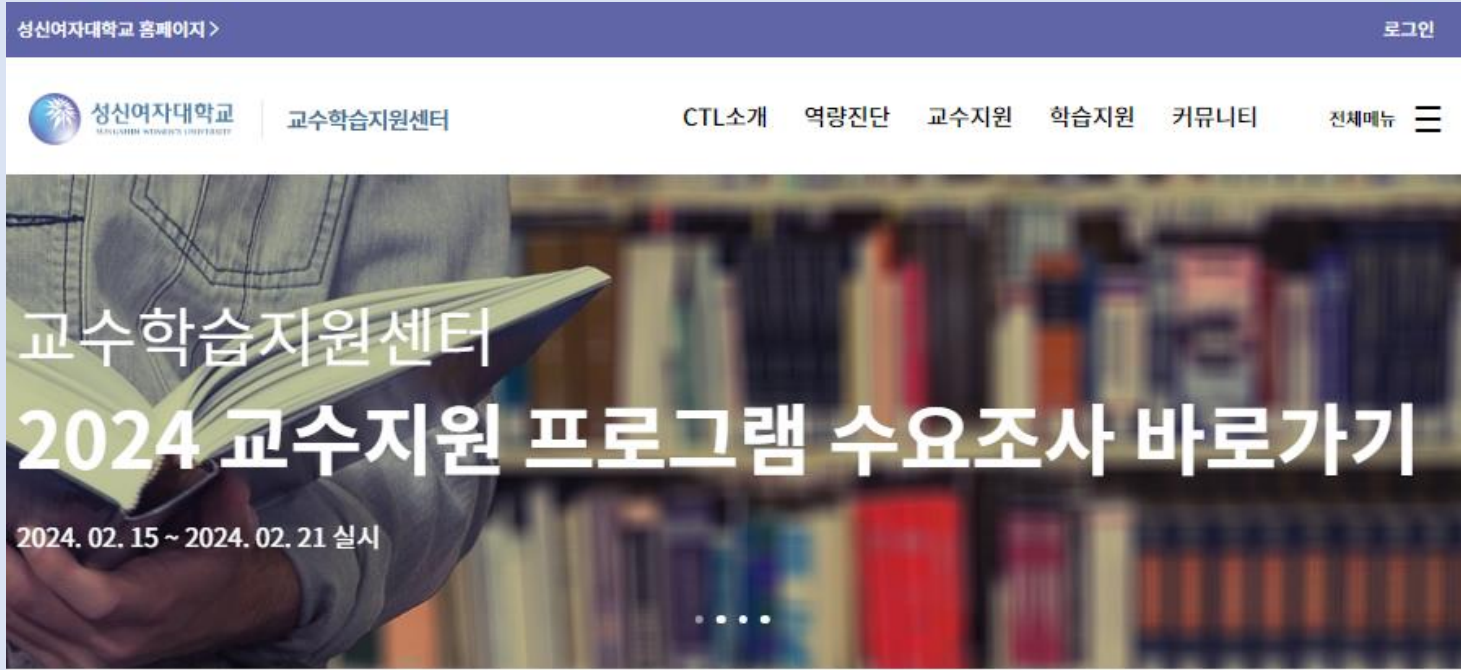 성신여자대학교 홈페이지 >
로그인
성신여자대학교
SUNGSHIN WOMEN'S UNIVERSITY
교수학습지원센터
CTL소개 역량진단 교수지원 학습지원 커뮤니티 전체메뉴
교수학습지원센터
2024 교수지원 프로그램 수요조사 바로가기
2024. 02. 15 ~ 2024. 02. 21 실시